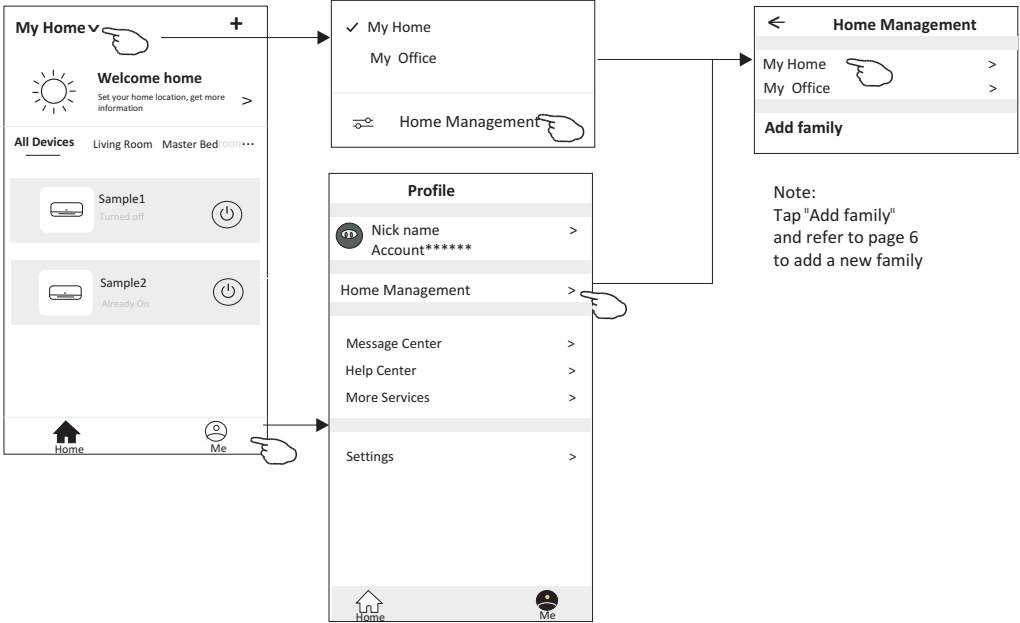 My Home
+
Welcome home
Set your home location, get more
information
>
All Devices Living Room Master Bedroom ...
Sample1
Turned off
Sample2
Already On
Home
Me
✓ My Home
My Office
Home Management
Profile
Nick name
>
Account******
Home Management >
Message Center >
Help Center >
More Services >
Settings >
Home
Me
Home Management
My Home >
My Office >
Add family
Note:
Tap "Add family"
and refer to page 6
to add a new family